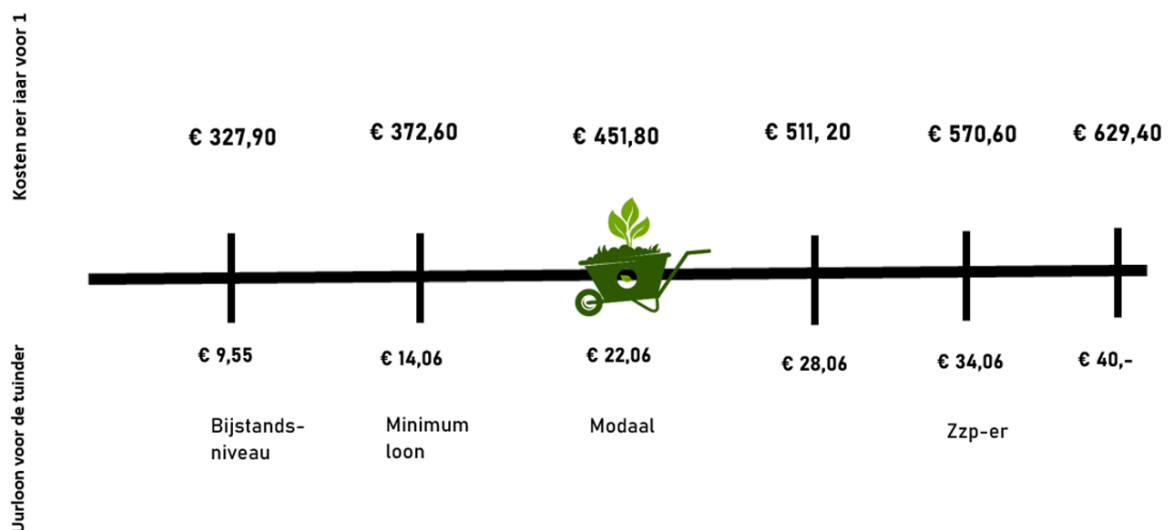 Kosten per jaar voor 1
€ 327,90
€ 372,60
€ 451,80
€ 511, 20
€ 570,60
€ 629,40
€ 9,55
€ 14,06
€ 22,06
€ 28,06
€ 34,06
€ 40,-
Uurloon voor de tuinder
Bijstands-
niveau
Minimum
loon
Modaal
Zzp-er